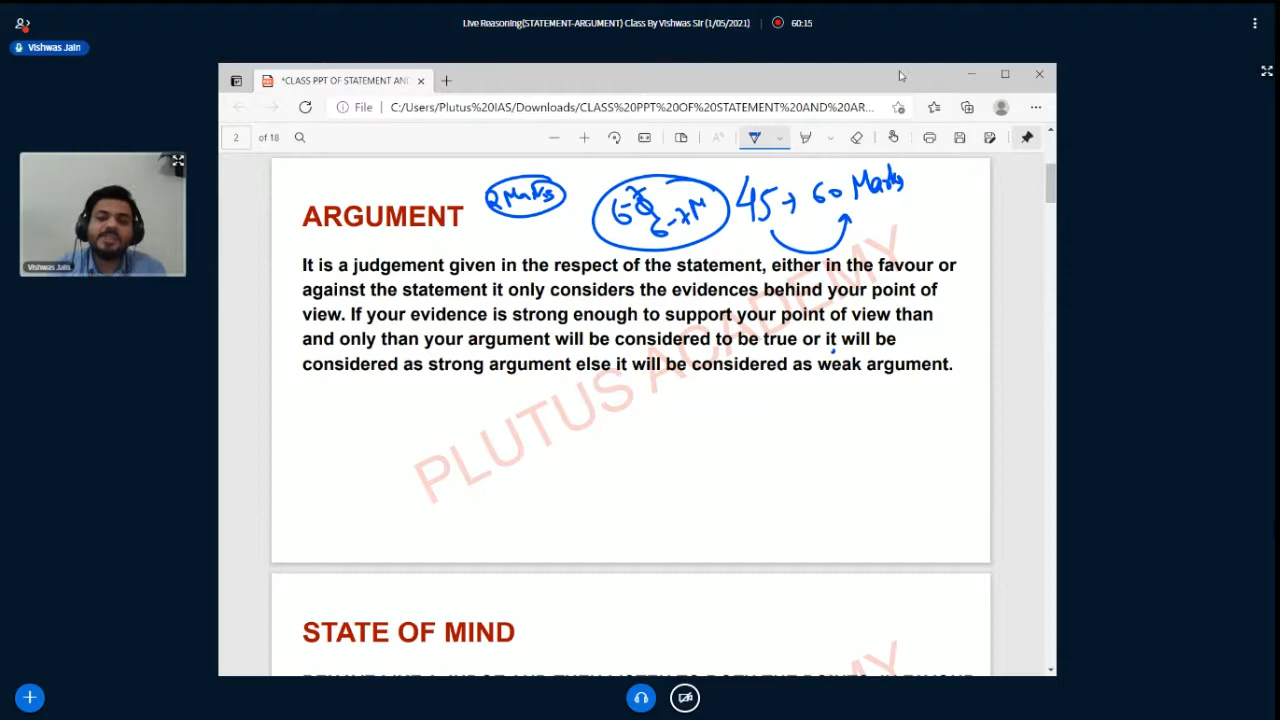 Live Reasoning(STATEMENT-ARGUMENT) Class By Vishwas Sir (1/05/2021)
60:15
Vishwas Jain
*CLASS PPT OF STATEMENT AND
File
C:/Users/Plutus%20IAS/Downloads/CLASS%20PPT%20OF%20STATEMENT%20AND%20AR...
2 of 18
Vishwas Jain
ARGUMENT
2 Marks
45 → 60 Marks
It is a judgement given in the respect of the statement, either in the favour or
against the statement it only considers the evidences behind your point of
view. If your evidence is strong enough to support your point of view than
and only than your argument will be considered to be true or it will be
considered as strong argument else it will be considered as weak argument.
PLUTUS ACADEMY
STATE OF MIND